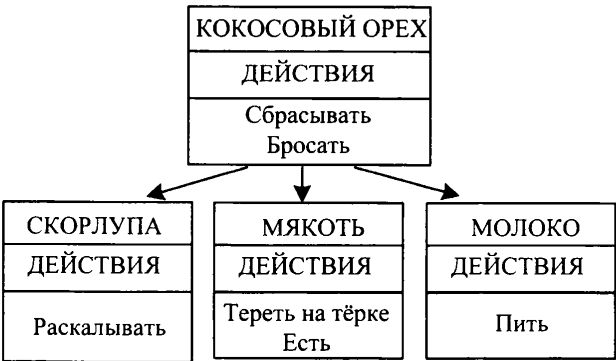 КОКОСОВЫЙ ОРЕХ
ДЕЙСТВИЯ
Сбрасывать
Бросать
СКОРЛУПА
ДЕЙСТВИЯ
Раскалывать
МЯКОТЬ
ДЕЙСТВИЯ
Тереть на тёрке
Есть
МОЛОКО
ДЕЙСТВИЯ
Пить